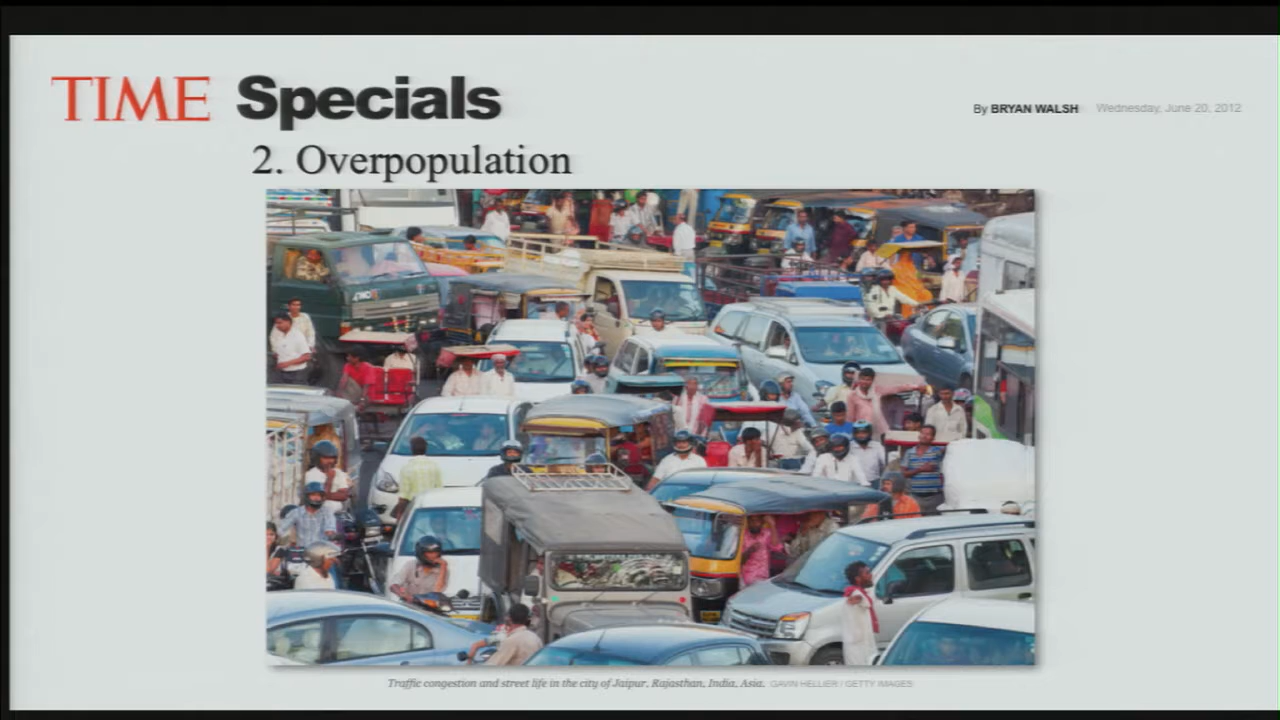 TIME Specials
By BRYAN WALSH Wednesday, June 20, 2012
2. Overpopulation
Traffic congestion and street life in the city of Jaipur, Rajasthan, India, Asia. GAVIN HELLIER / GETTY IMAGES